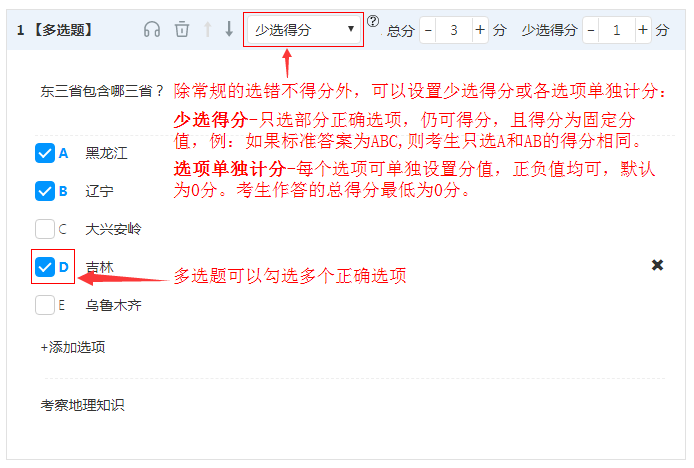 1 【多选题】 少选得分 ? 总分 - 3 + 分 少选得分 - 1 + 分
东三省包含哪三省？
除常规的选错不得分外，可以设置少选得分或各选项单独计分：
少选得分-只选部分正确选项，仍可得分，且得分为固定分
值，例：如果标准答案为ABC,则考生只选A和AB的得分相同。
选项单独计分-每个选项可单独设置分值，正负值均可，默认
为0分。考生作答的总得分最低为0分。
A 黑龙江
B 辽宁
C 大兴安岭
D 吉林
多选题可以勾选多个正确选项
E 乌鲁木齐
+添加选项
考察地理知识